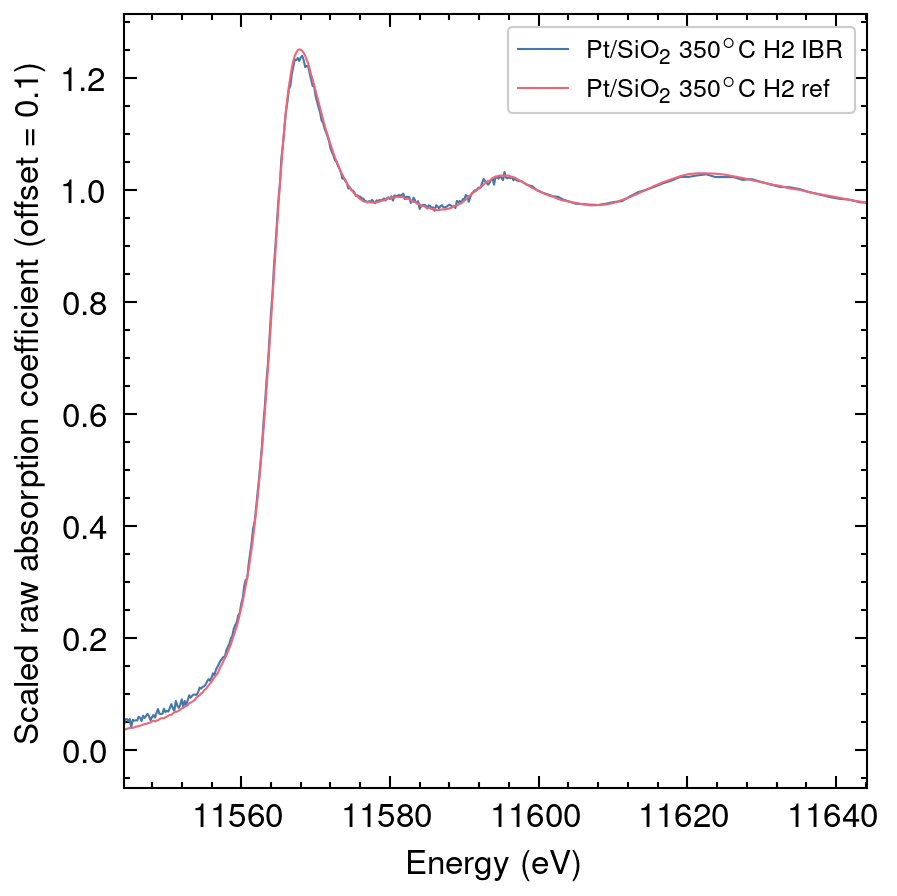 Pt/SiO₂ 350°C H2 IBR
Pt/SiO₂ 350°C H2 ref
Scaled raw absorption coefficient (offset = 0.1)
1.2
1.0
0.8
0.6
0.4
0.2
0.0
11560 11580 11600 11620 11640
Energy (eV)